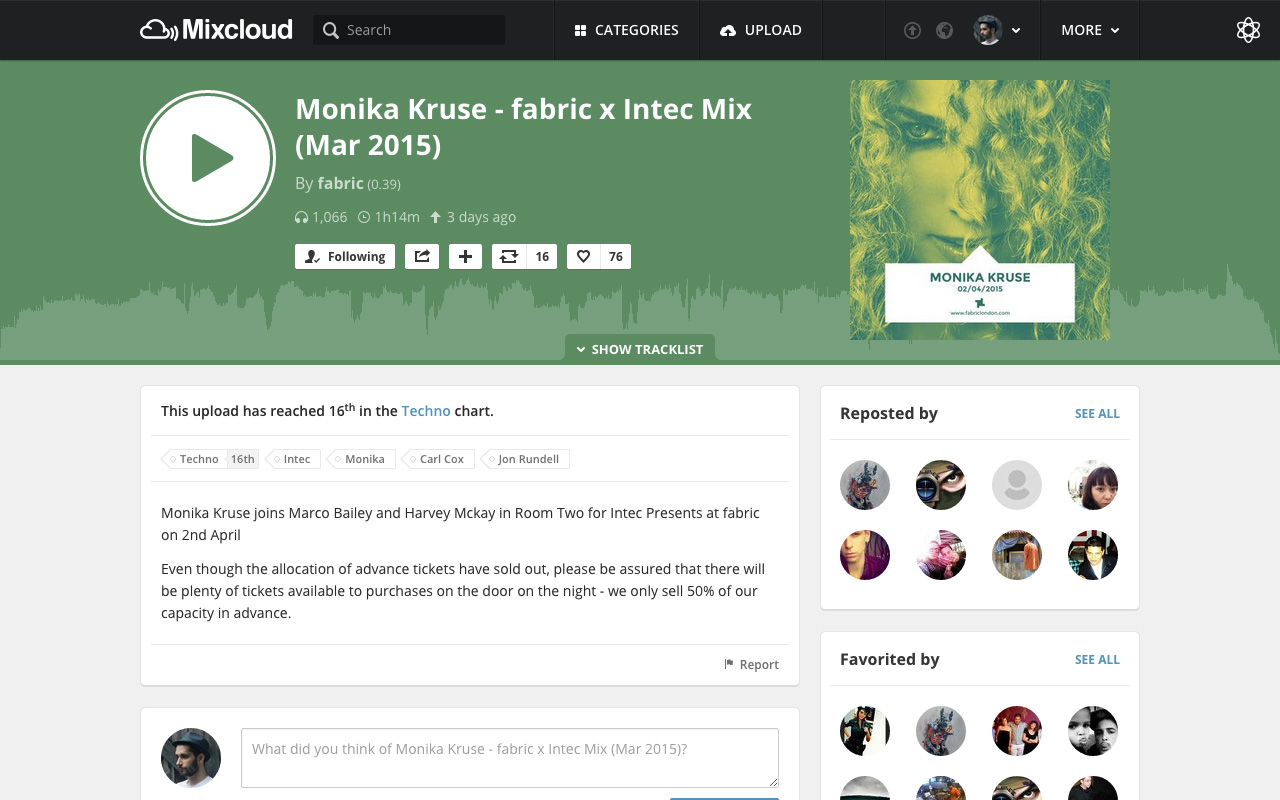 Mixcloud
Search
CATEGORIES
UPLOAD
MORE
Monika Kruse - fabric x Intec Mix
(Mar 2015)
By fabric (0.39)
1,066 1h14m 3 days ago
Following
16
76
MONIKA KRUSE
02/04/2015
www.fabriclondon.com
SHOW TRACKLIST
This upload has reached 16th in the Techno chart.
Techno 16th Intec Monika Carl Cox Jon Rundell
Monika Kruse joins Marco Bailey and Harvey Mckay in Room Two for Intec Presents at fabric
on 2nd April
Even though the allocation of advance tickets have sold out, please be assured that there will
be plenty of tickets available to purchases on the door on the night - we only sell 50% of our
capacity in advance.
Report
What did you think of Monika Kruse - fabric x Intec Mix (Mar 2015)?
Reposted by
SEE ALL
Favorited by
SEE ALL